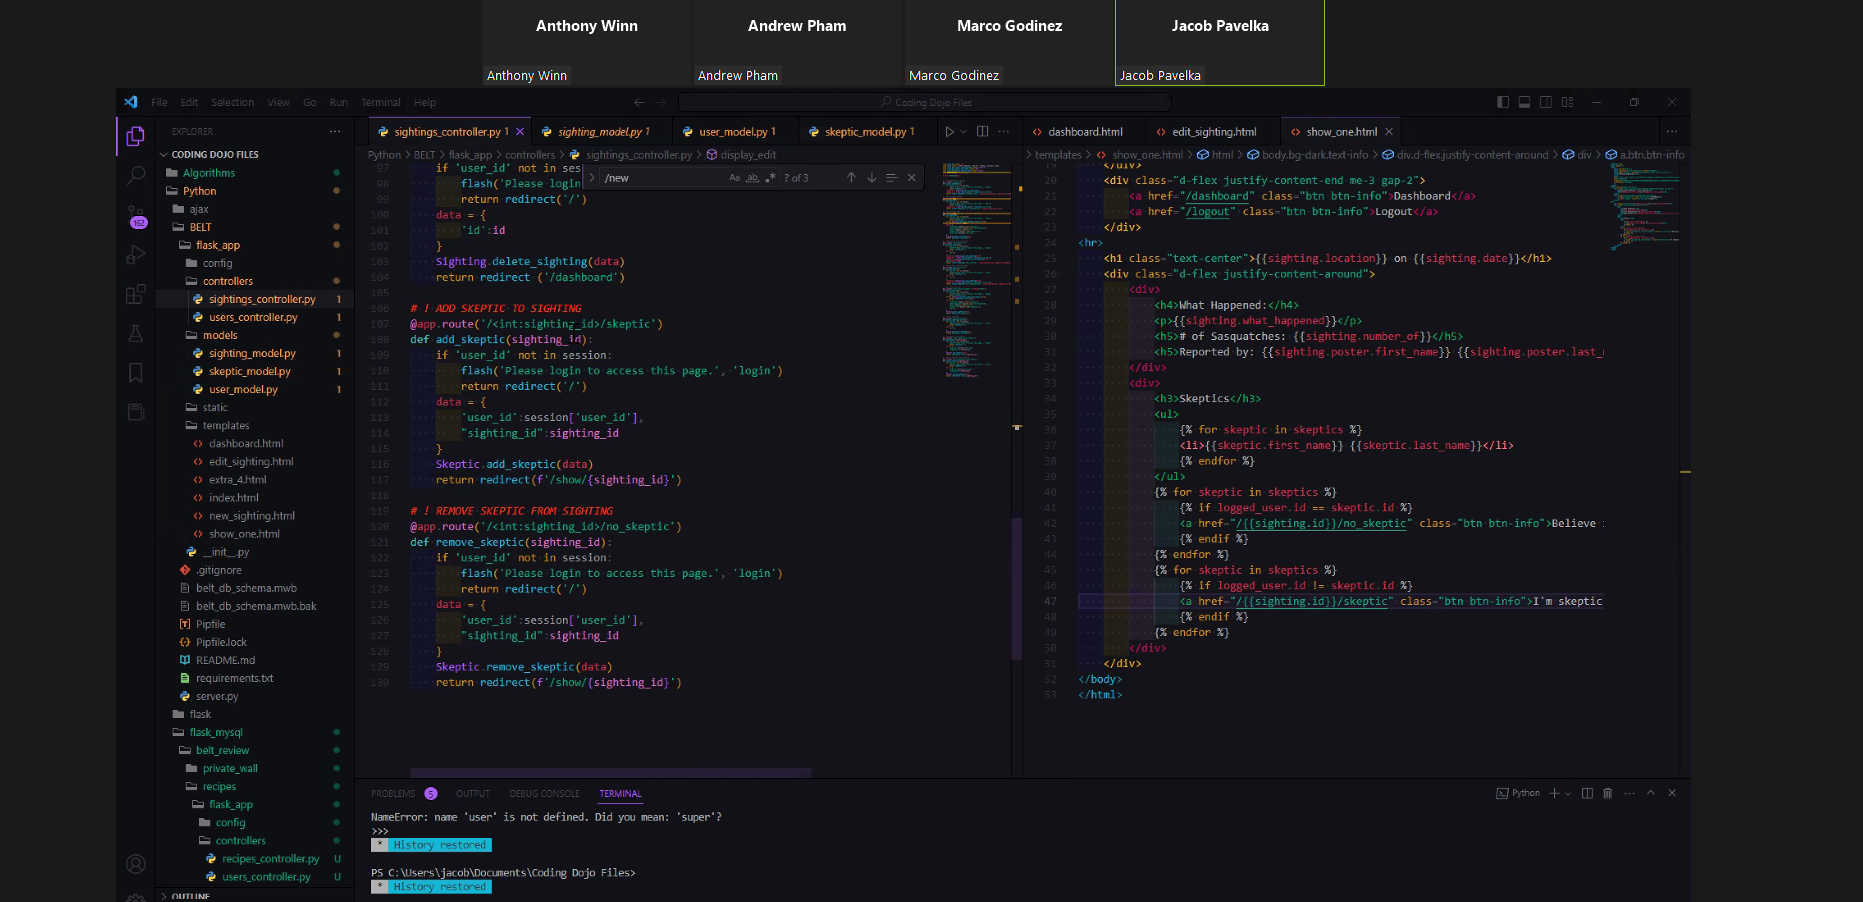 Anthony Winn
Andrew Pham
Marco Godinez
Jacob Pavelka
Anthony Winn
Andrew Pham
Marco Godinez
Jacob Pavelka
File Edit Selection View Go Run Terminal Help
Coding Dojo Files
EXPLORER
CODING DOJO FILES
Algorithms
Python
ajax
BELT
flask_app
config
controllers
sightings_controller.py 1
users_controller.py 1
models
sighting_model.py 1
skeptic_model.py 1
user_model.py 1
static
templates
dashboard.html
edit_sighting.html
extra_4.html
index.html
new_sighting.html
show_one.html
__init__.py
.gitignore
belt_db_schema.mwb
belt_db_schema.mwb.bak
Pipfile
Pipfile.lock
README.md
requirements.txt
server.py
flask
flask_mysql
belt_review
private_wall
recipes
flask_app
config
controllers
recipes_controller.py U
users_controller.py U
OUTLINE
162
sightings_controller.py 1
sighting_model.py 1
user_model.py 1
skeptic_model.py 1
Python > BELT > flask_app > controllers > sightings_controller.py > display_edit
/new
Aa
ab
? of 3
97 if 'user_id' not in ses
98 flash('Please login
99 return redirect('/')
100 data = {
101 'id':id
102 }
103 Sighting.delete_sighting(data)
104 return redirect ('/dashboard')
105
106 # ! ADD SKEPTIC TO SIGHTING
107 @app.route('/<int:sighting_id>/skeptic')
108 def add_skeptic(sighting_id):
109 if 'user_id' not in session:
110 flash('Please login to access this page.', 'login')
111 return redirect('/')
112 data = {
113 'user_id':session['user_id'],
114 "sighting_id":sighting_id
115 }
116 Skeptic.add_skeptic(data)
117 return redirect(f'/show/{sighting_id}')
118
119 # ! REMOVE SKEPTIC FROM SIGHTING
120 @app.route('/<int:sighting_id>/no_skeptic')
121 def remove_skeptic(sighting_id):
122 if 'user_id' not in session:
123 flash('Please login to access this page.', 'login')
124 return redirect('/')
125 data = {
126 'user_id':session['user_id'],
127 "sighting_id":sighting_id
128 }
129 Skeptic.remove_skeptic(data)
130 return redirect(f'/show/{sighting_id}')
dashboard.html
edit_sighting.html
show_one.html
> templates > show_one.html > html > body.bg-dark.text-info > div.d-flex.justify-content-around > div > a.btn.btn-info
19 </div>
20 <div class="d-flex justify-content-end me-3 gap-2">
21 <a href="/dashboard" class="btn btn-info">Dashboard</a>
22 <a href="/logout" class="btn btn-info">Logout</a>
23 </div>
24 <hr>
25 <h1 class="text-center">{{sighting.location}} on {{sighting.date}}</h1>
26 <div class="d-flex justify-content-around">
27 <div>
28 <h4>What Happened:</h4>
29 <p>{{sighting.what_happened}}</p>
30 <h5># of Sasquatches: {{sighting.number_of}}</h5>
31 <h5>Reported by: {{sighting.poster.first_name}} {{sighting.poster.last_
32 </div>
33 <div>
34 <h3>Skeptics</h3>
35 <ul>
36 {% for skeptic in skeptics %}
37 <li>{{skeptic.first_name}} {{skeptic.last_name}}</li>
38 {% endfor %}
39 </ul>
40 {% for skeptic in skeptics %}
41 {% if logged_user.id == skeptic.id %}
42 <a href="/{{sighting.id}}/no_skeptic" class="btn btn-info">Believe
43 {% endif %}
44 {% endfor %}
45 {% for skeptic in skeptics %}
46 {% if logged_user.id != skeptic.id %}
47 <a href="/{{sighting.id}}/skeptic" class="btn btn-info">I'm skeptic
48 {% endif %}
49 {% endfor %}
50 </div>
51 </div>
52 </body>
53 </html>
PROBLEMS 5 OUTPUT DEBUG CONSOLE TERMINAL
Python
NameError: name 'user' is not defined. Did you mean: 'super'?
>>>
* History restored
PS C:\Users\jacob\Documents\Coding Dojo Files>
* History restored